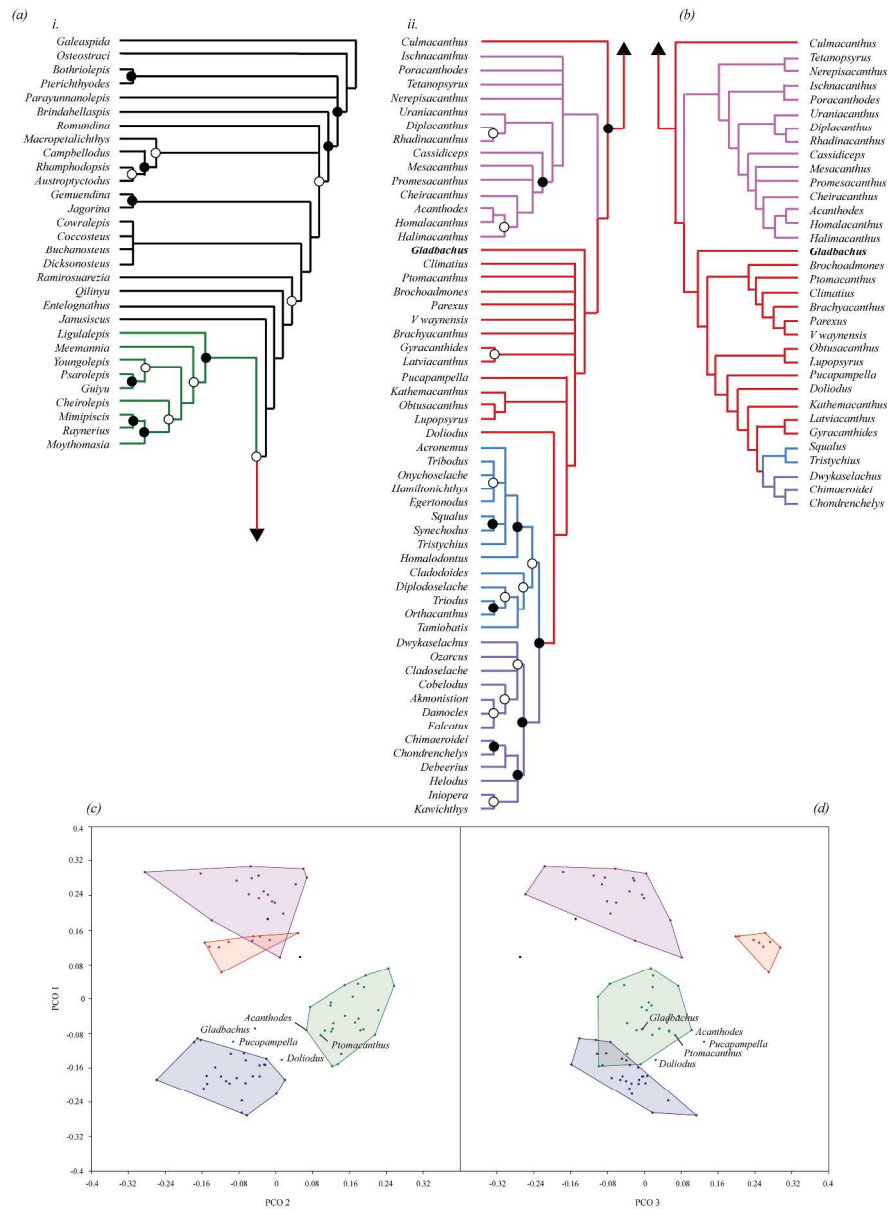 (a)
i.
Galeaspida
Osteostraci
Bothriolepis
Pterichthyodes
Parayunnanolepis
Brindabellaspis
Romundina
Macropetalichthys
Campbellodus
Rhamphodopsis
Austroptyctodus
Gemuendina
Jagorina
Cowralepis
Coccosteus
Buchanosteus
Dicksonosteus
Ramirosuarezia
Qilinyu
Entelognathus
Janusiscus
Ligulalepis
Meemannia
Youngolepis
Psarolepis
Guiyu
Cheirolepis
Mimipiscis
Raynerius
Moythomasia
ii.
Culmacanthus
Ischnacanthus
Poracanthodes
Tetanopsyrus
Nerepisacanthus
Uraniacanthus
Diplacanthus
Rhadinacanthus
Cassidiceps
Mesacanthus
Promesacanthus
Cheiracanthus
Acanthodes
Homalacanthus
Halimacanthus
Gladbachus
Climatius
Ptomacanthus
Brochoadmones
Parexus
V waynensis
Brachyacanthus
Gyracanthides
Latviacanthus
Pucapampella
Kathemacanthus
Obtusacanthus
Lupopsyrus
Doliodus
Acronemus
Tribodus
Onychoselache
Hamiltonichthys
Egertonodus
Squalus
Synechodus
Tristychius
Homalodontus
Cladodoides
Diplodoselache
Triodus
Orthacanthus
Tamiobatis
Dwykaselachus
Ozarcus
Cladoselache
Cobelodus
Akmonistion
Damocles
Falcatus
Chimaeroidei
Chondrenchelys
Debeerius
Helodus
Iniopera
Kawichthys
(b)
Culmacanthus
Tetanopsyrus
Nerepisacanthus
Ischnacanthus
Poracanthodes
Uraniacanthus
Diplacanthus
Rhadinacanthus
Cassidiceps
Mesacanthus
Promesacanthus
Cheiracanthus
Acanthodes
Homalacanthus
Halimacanthus
Gladbachus
Brochoadmones
Ptomacanthus
Climatius
Brachyacanthus
Parexus
V waynensis
Obtusacanthus
Lupopsyrus
Pucapampella
Doliodus
Kathemacanthus
Latviacanthus
Gyracanthides
Squalus
Tristychius
Dwykaselachus
Chimaeroidei
Chondrenchelys
(c)
0.4
0.32
0.24
0.16
0.08
0
-0.08
-0.16
-0.24
-0.32
-0.4
PCO 1
Acanthodes
Gladbachus
Pucapampella
Ptomacanthus
Doliodus
-0.4
-0.32
-0.24
-0.16
-0.08
0
0.08
0.16
0.24
0.32
PCO 2
(d)
Gladbachus
Acanthodes
Pucapampella
Ptomacanthus
Doliodus
-0.4
-0.32
-0.24
-0.16
-0.08
0
0.08
0.16
0.24
0.32
0.4
PCO 3